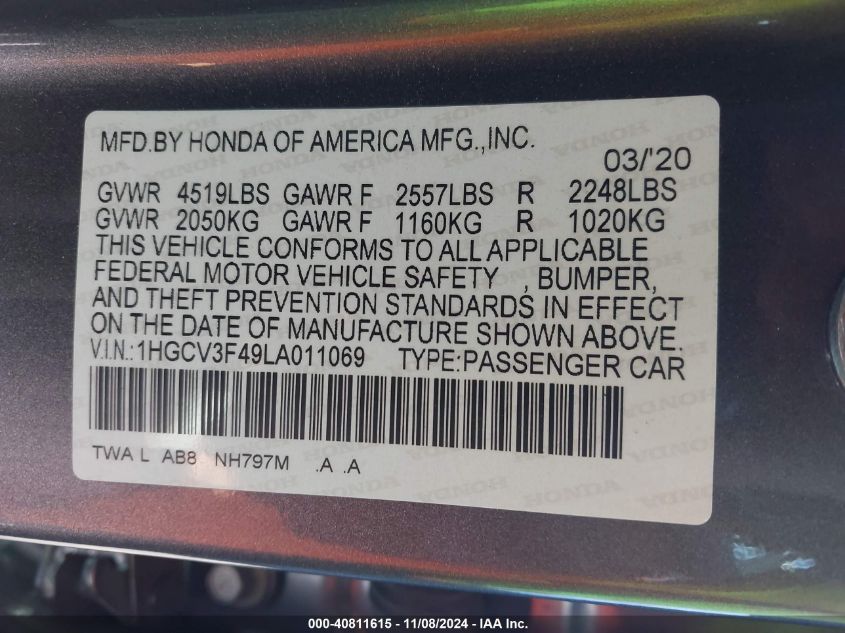 MFD.BY HONDA OF AMERICA MFG.,INC.
03/'20
GVWR 4519LBS GAWR F 2557LBS R 2248LBS
GVWR 2050KG GAWR F 1160KG R 1020KG
THIS VEHICLE CONFORMS TO ALL APPLICABLE
FEDERAL MOTOR VEHICLE SAFETY , BUMPER,
AND THEFT PREVENTION STANDARDS IN EFFECT
ON THE DATE OF MANUFACTURE SHOWN ABOVE.
V.I.N.:1HGCV3F49LA011069 TYPE:PASSENGER CAR
TWA L AB8 NH797M .A .A
000-40811615 - 11/08/2024 - IAA Inc.